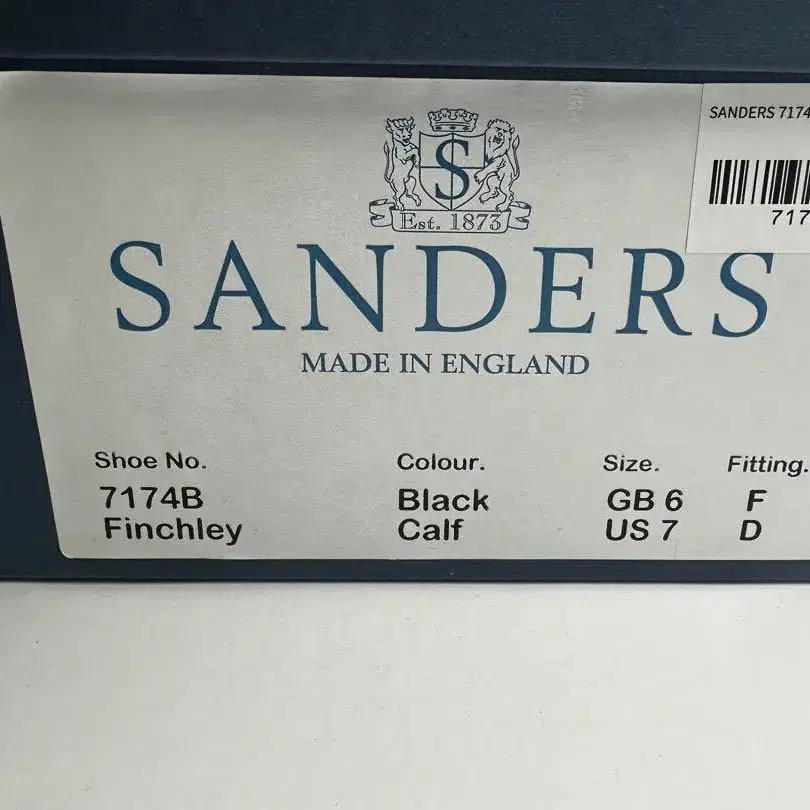 SANDERS 7174
717
S
Est. 1873
SANDERS
MADE IN ENGLAND
Shoe No. Colour. Size. Fitting.
7174B Black GB 6 F
Finchley Calf US 7 D